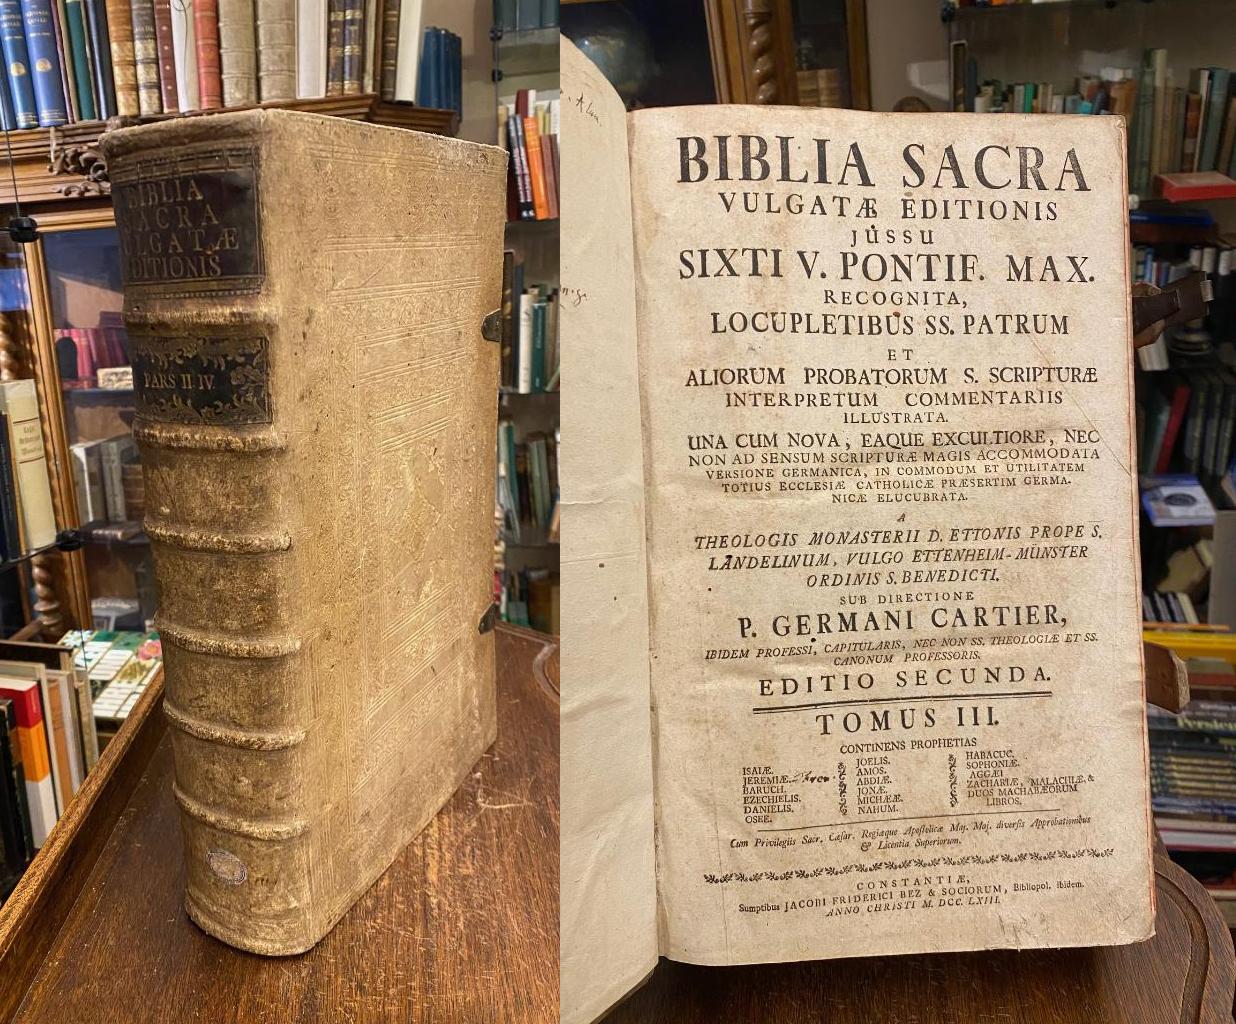 BIBLIA
SACRA
VULGATÆ
EDITIONIS
PARS II IV
BIBLIA SACRA
VULGATÆ EDITIONIS
JUSSU
SIXTI V. PONTIF. MAX.
RECOGNITA,
LOCUPLETIBUS SS. PATRUM
ET
ALIORUM PROBATORUM S. SCRIPTURÆ
INTERPRETUM COMMENTARIIS
ILLUSTRATA.
UNA CUM NOVA, EAQUE EXCULTIORE, NEC
NON AD SENSUM SCRIPTURÆ MAGIS ACCOMMODATA
VERSIONE GERMANICA, IN COMMODUM ET UTILITATEM
TOTIUS ECCLESIÆ CATHOLICÆ PRÆSERTIM GERMA-
NICÆ ELUCUBRATA.
A
THEOLOGIS MONASTERII D. ETTONIS PROPE S.
LANDELINUM, VULGO ETTENHEIM-MÜNSTER
ORDINIS S. BENEDICTI.
SUB DIRECTIONE
P. GERMANI CARTIER,
IBIDEM PROFESSI, CAPITULARIS, NEC NON SS. THEOLOGIÆ ET SS.
CANONUM PROFESSORIS.
EDITIO SECUNDA.
TOMUS III.
CONTINENS PROPHETIAS
ISAIÆ.
JEREMIÆ.
BARUCH.
EZECHIELIS.
DANIELIS.
OSEE.
JOELIS.
AMOS.
ABDIÆ.
JONÆ.
MICHÆÆ.
NAHUM.
HABACUC.
SOPHONIÆ.
AGGÆI
ZACHARIÆ, MALACHIÆ, &
DUOS MACHABÆORUM
LIBROS.
Cum Privilegiis Sacr. Cæsar. Regiæque Apostolicæ Maj. Maj. diversis Approbationibus
& Licentia Superiorum.
CONSTANTIÆ,
Sumptibus JACOBI FRIDERICI BEZ & SOCIORUM, Bibliopol. ibidem.
ANNO CHRISTI M. DCC. LXIII.